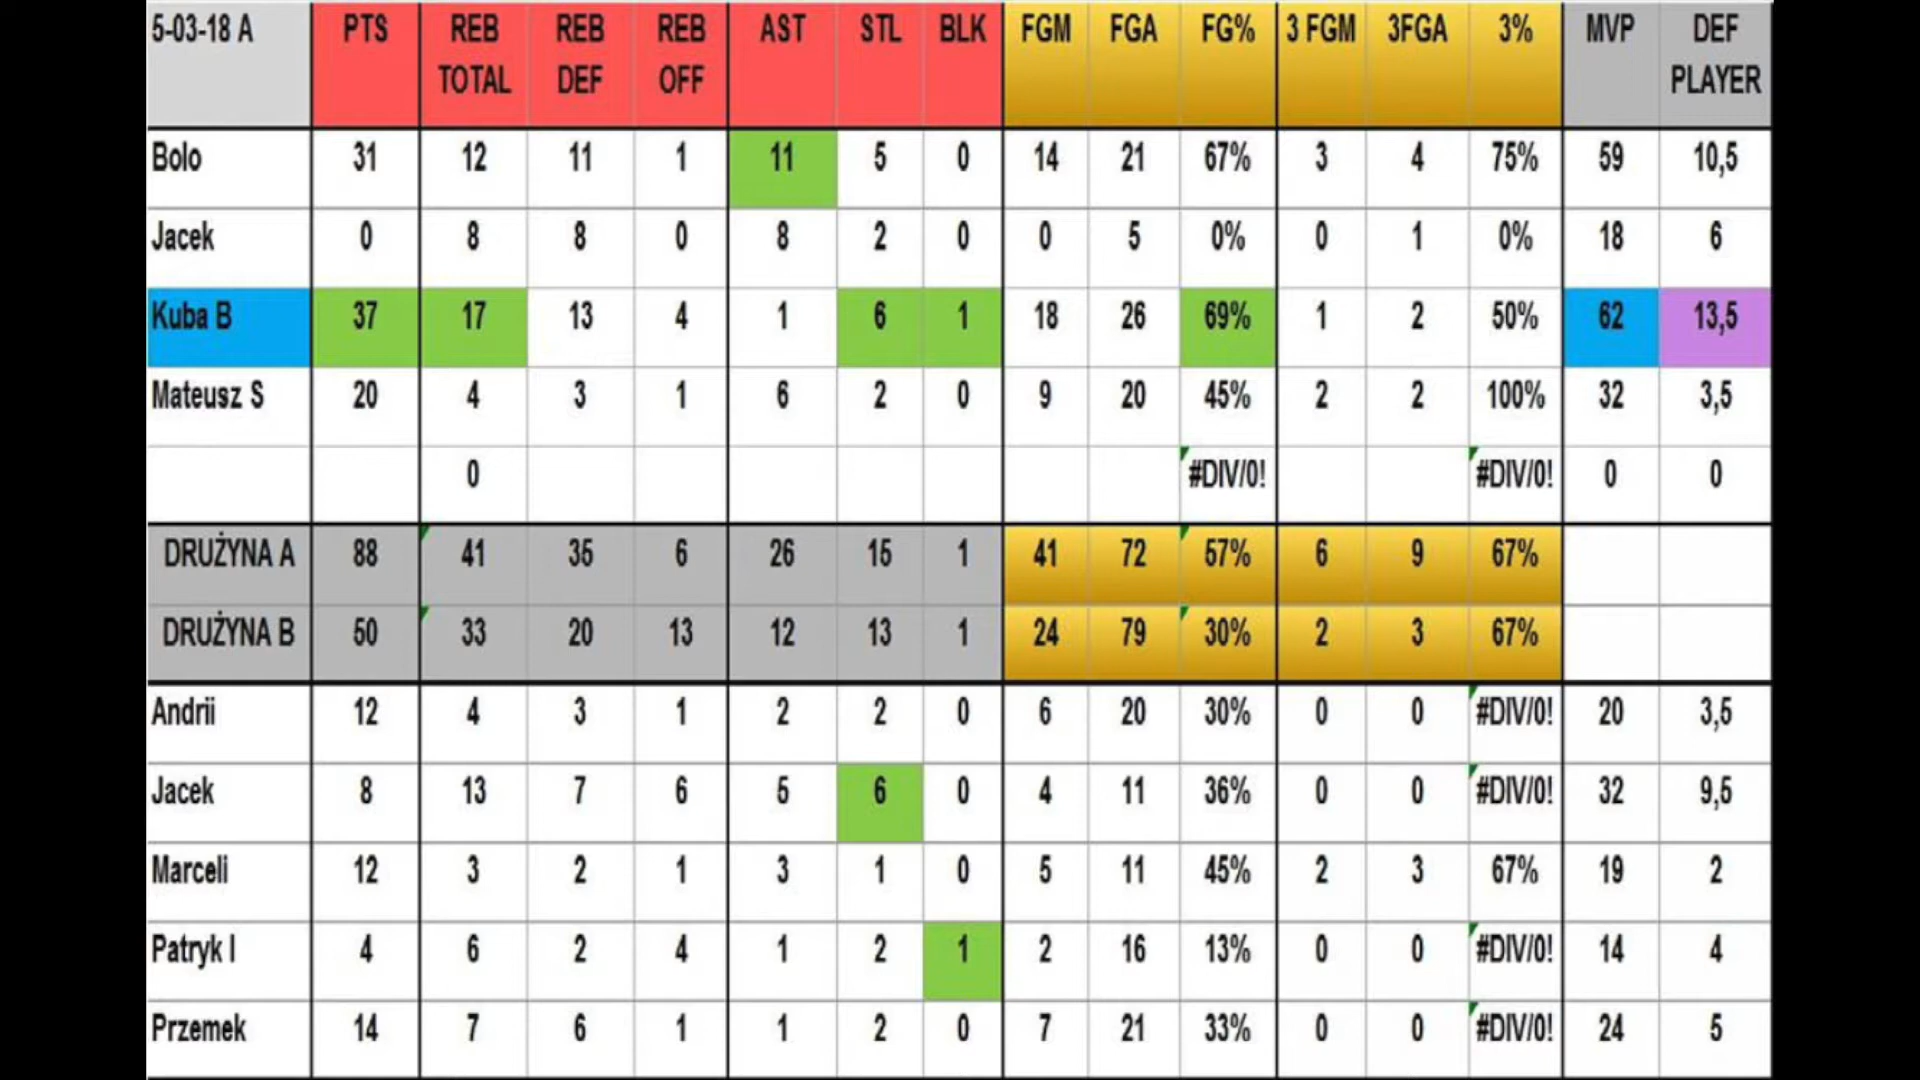 5-03-18 A PTS REB TOTAL REB DEF REB OFF AST STL BLK FGM FGA FG% 3 FGM 3FGA 3% MVP DEF PLAYER
Bolo 31 12 11 1 11 5 0 14 21 67% 3 4 75% 59 10,5
Jacek 0 8 8 0 8 2 0 0 5 0% 0 1 0% 18 6
Kuba B 37 17 13 4 1 6 1 18 26 69% 1 2 50% 62 13,5
Mateusz S 20 4 3 1 6 2 0 9 20 45% 2 2 100% 32 3,5
0 #DIV/0! #DIV/0! 0 0
DRUŻYNA A 88 41 35 6 26 15 1 41 72 57% 6 9 67%
DRUŻYNA B 50 33 20 13 12 13 1 24 79 30% 2 3 67%
Andrii 12 4 3 1 2 2 0 6 20 30% 0 0 #DIV/0! 20 3,5
Jacek 8 13 7 6 5 6 0 4 11 36% 0 0 #DIV/0! 32 9,5
Marceli 12 3 2 1 3 1 0 5 11 45% 2 3 67% 19 2
Patryk I 4 6 2 4 1 2 1 2 16 13% 0 0 #DIV/0! 14 4
Przemek 14 7 6 1 1 2 0 7 21 33% 0 0 #DIV/0! 24 5